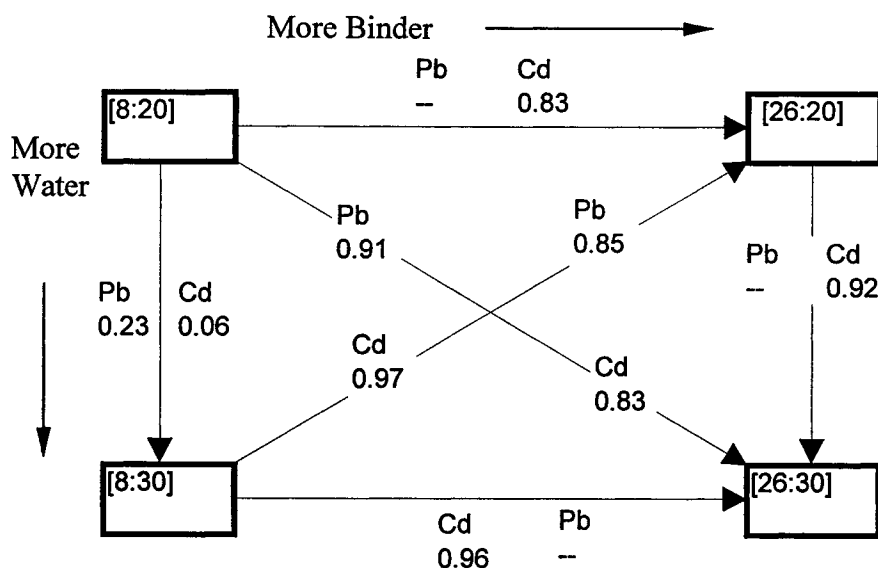 More Binder
Pb Cd
-- 0.83
[8:20]
[26:20]
More
Water
Pb
0.91
Pb
0.85
Pb Cd
0.23 0.06
Pb Cd
-- 0.92
Cd
0.97
Cd
0.83
[8:30]
[26:30]
Cd Pb
0.96 --